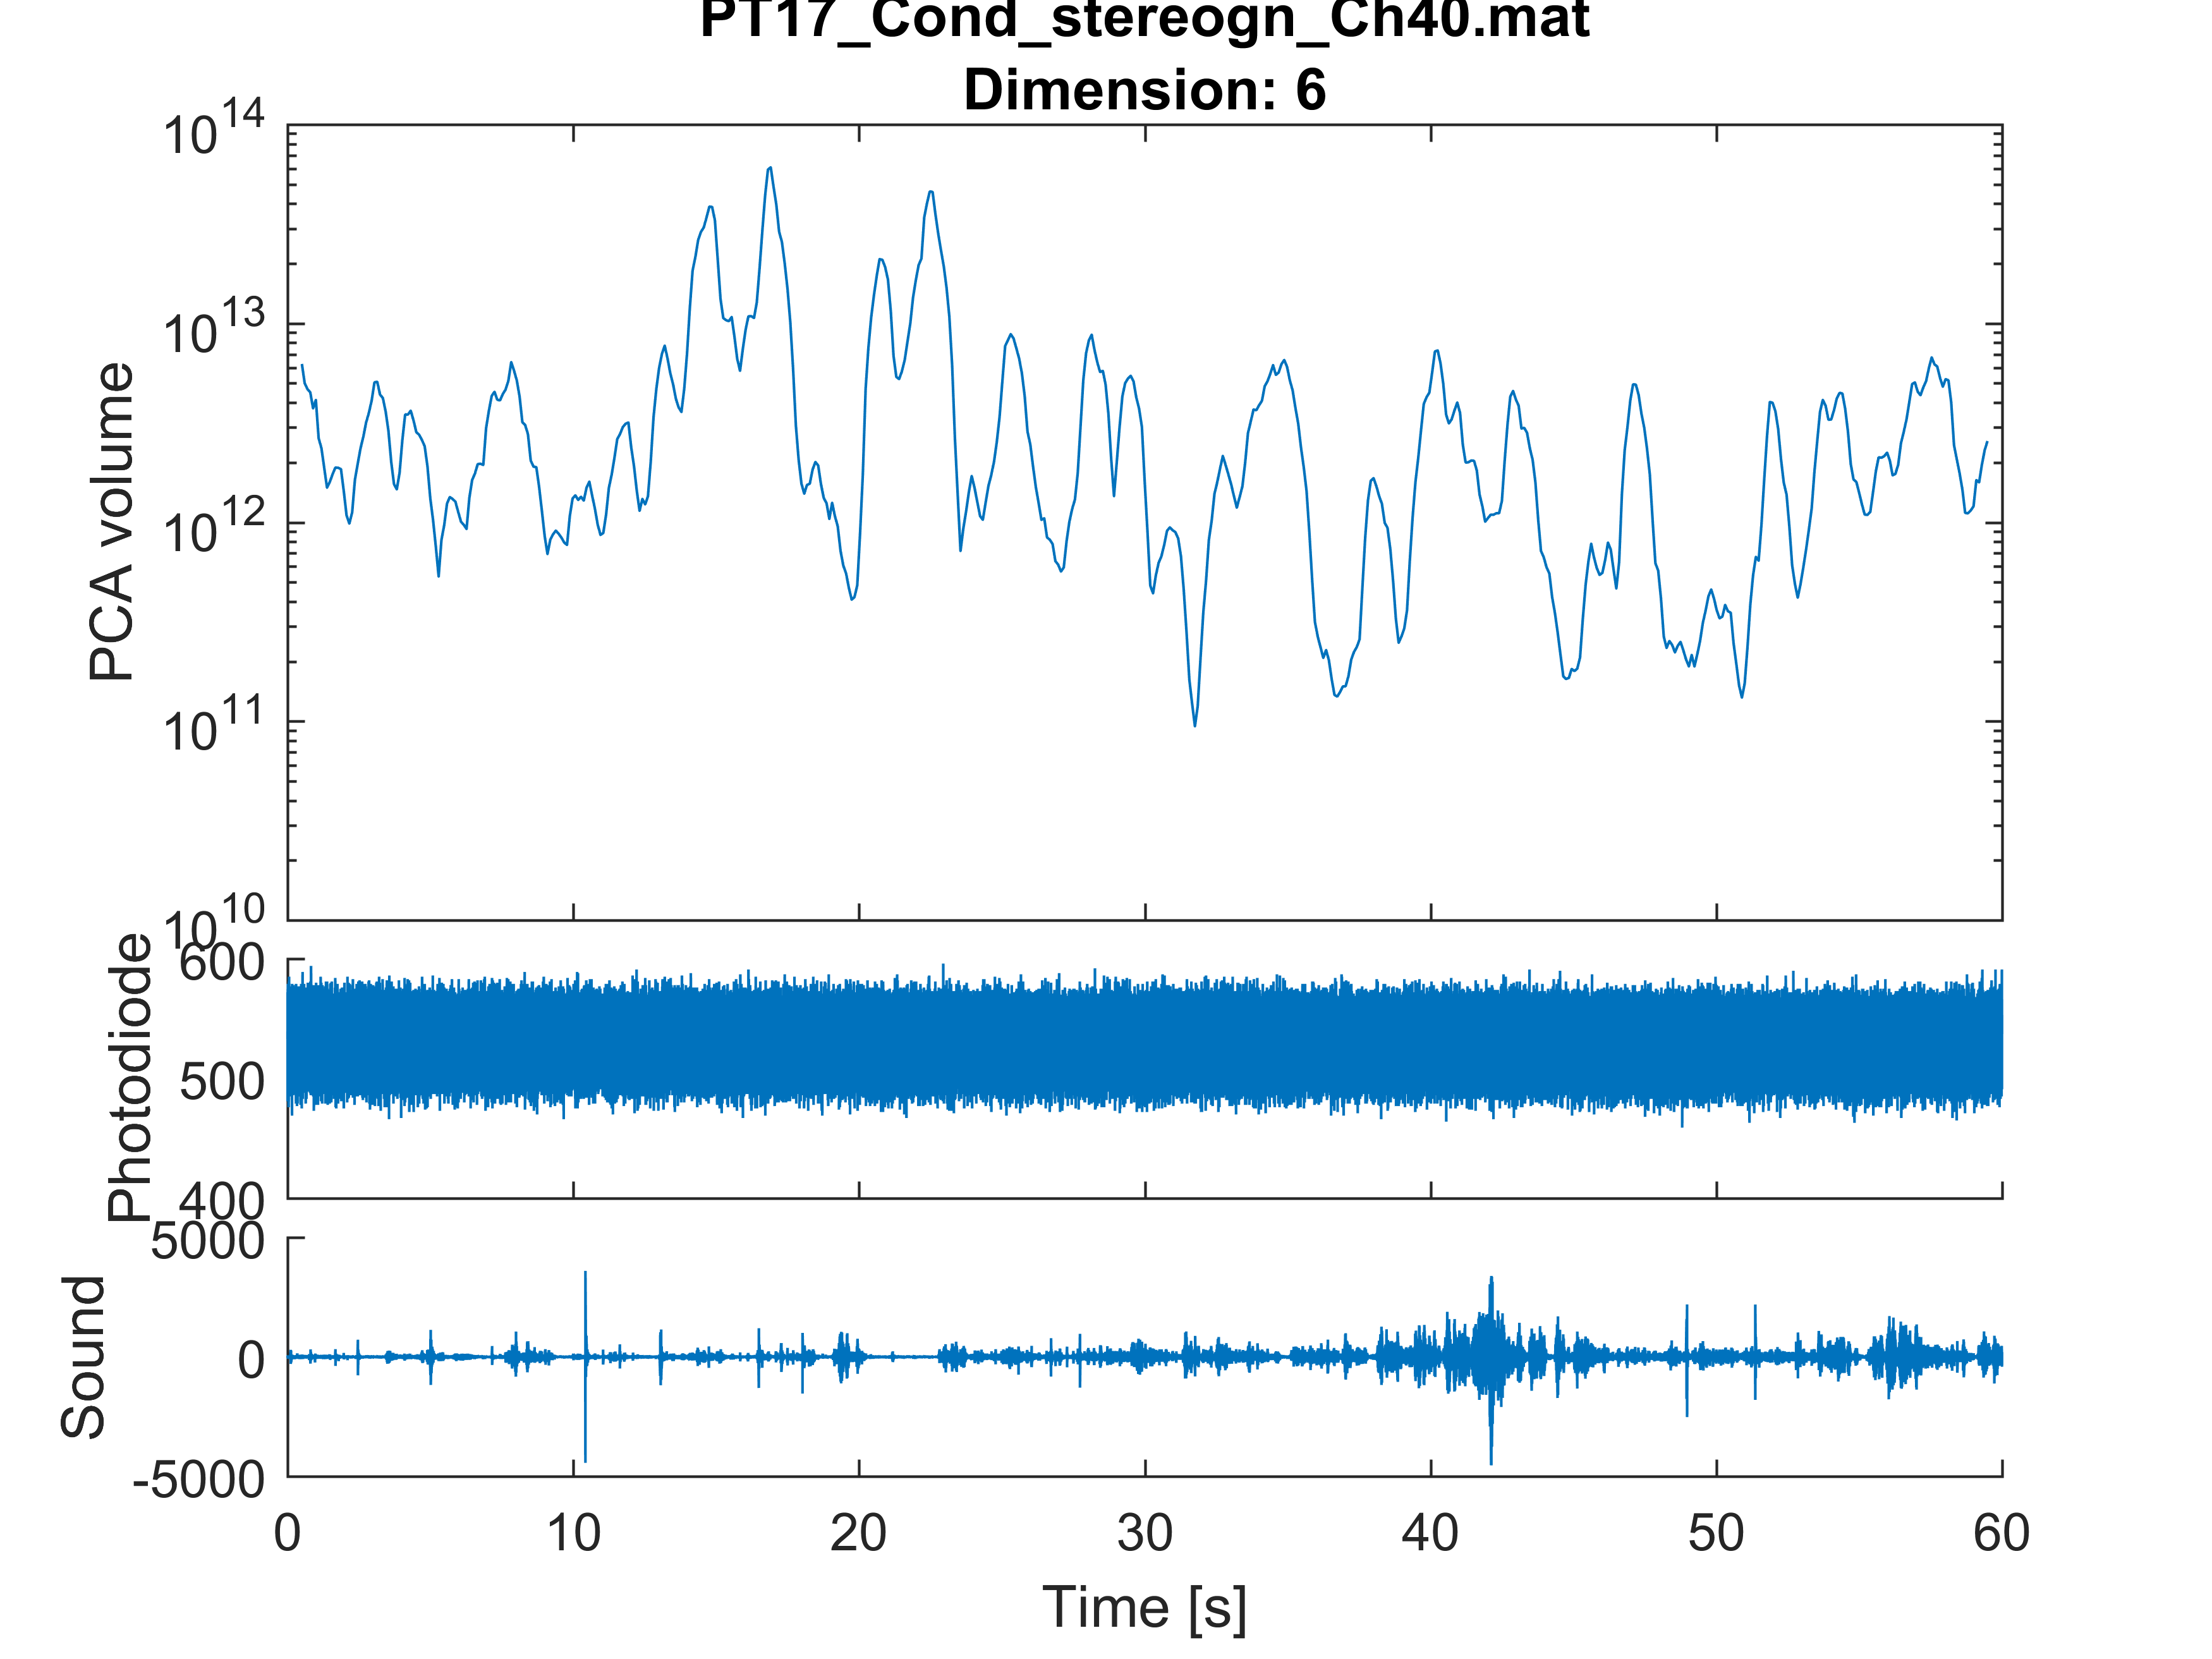 PT17_Cond_stereogn_Ch40.mat
Dimension: 6
10^14
10^13
10^12
10^11
10^10
PCA volume
600
500
400
Photodiode
5000
0
-5000
Sound
0 10 20 30 40 50 60
Time [s]